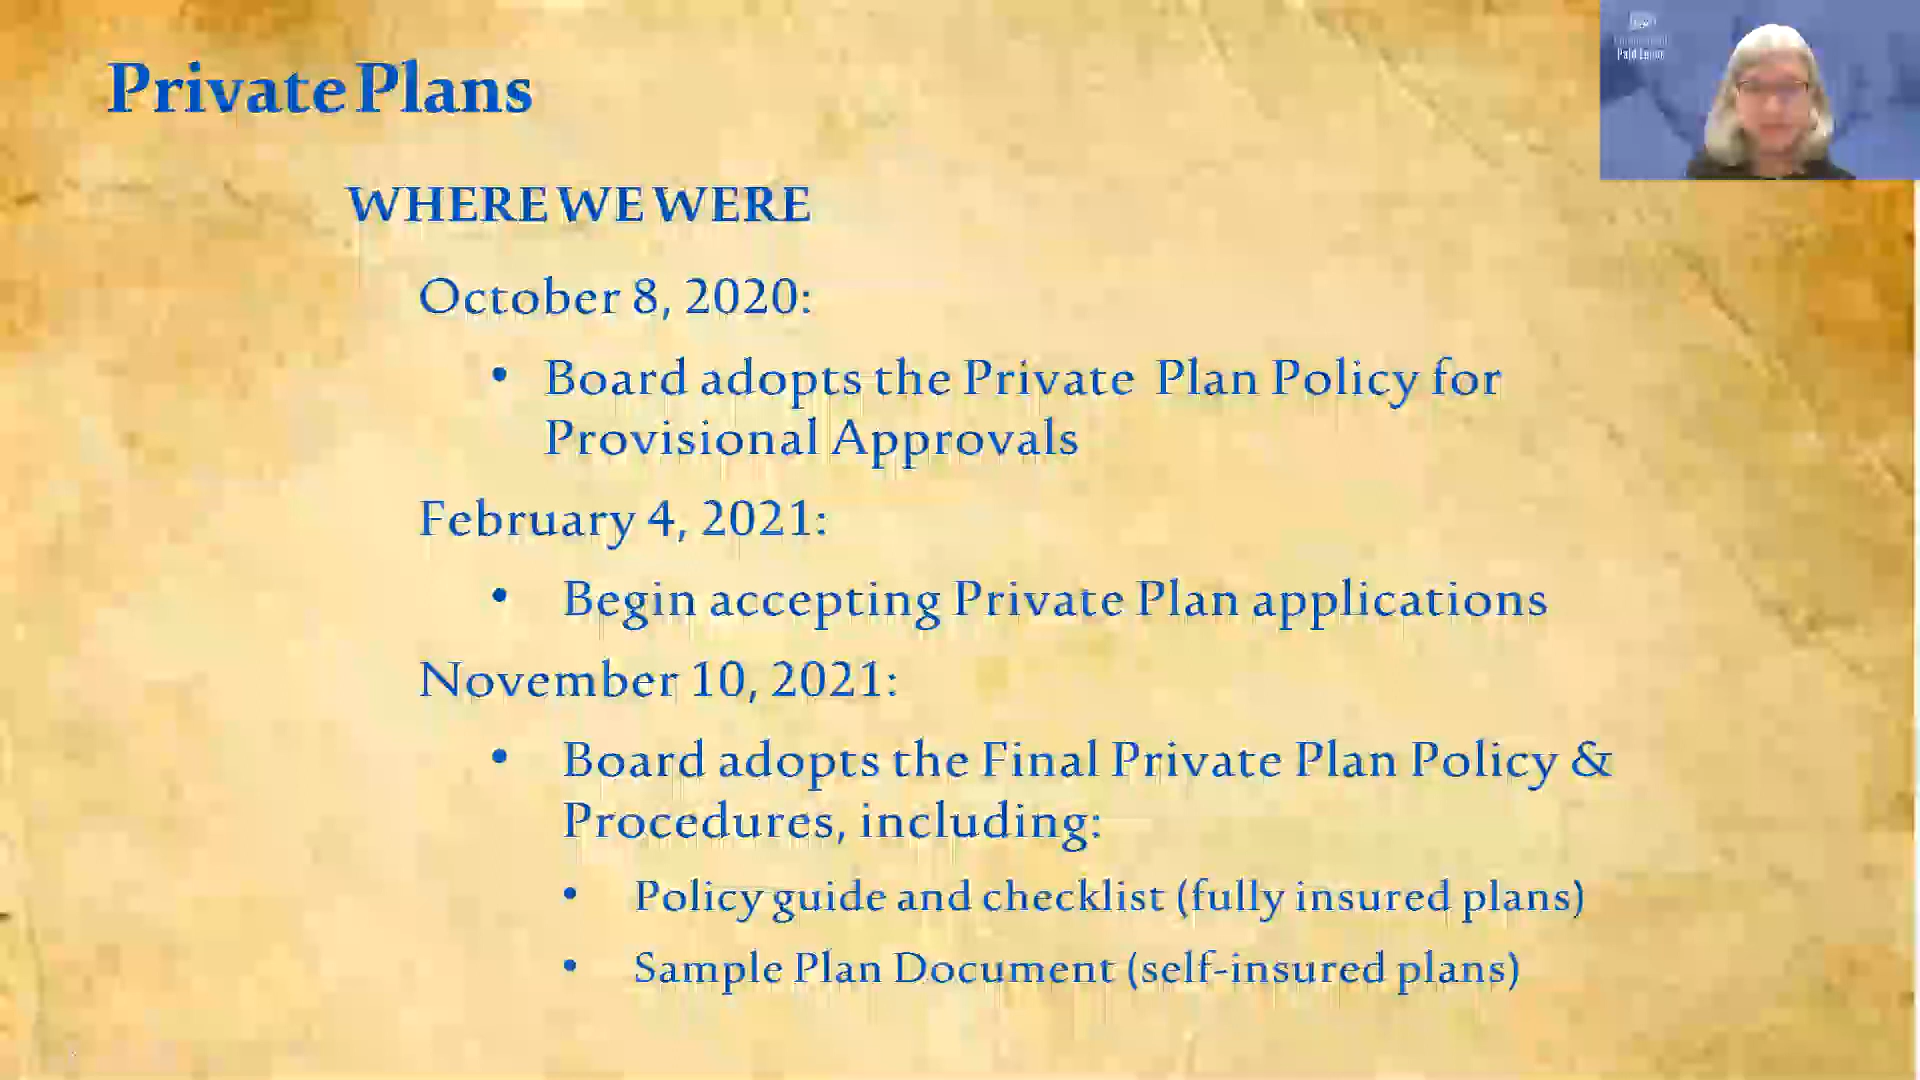 Private Plans
WHERE WE WERE
October 8, 2020:
• Board adopts the Private Plan Policy for
Provisional Approvals
February 4, 2021:
• Begin accepting Private Plan applications
November 10, 2021:
• Board adopts the Final Private Plan Policy &
Procedures, including:
• Policy guide and checklist (fully insured plans)
• Sample Plan Document (self-insured plans)
Paid Leave